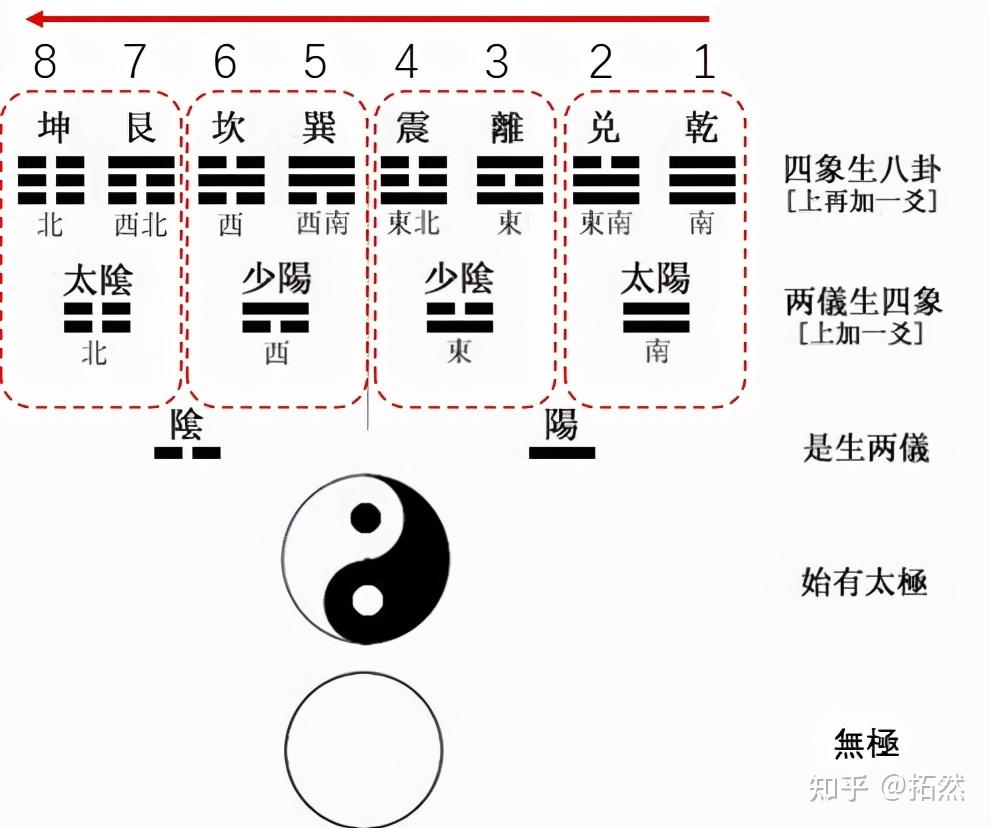 8 7 6 5 4 3 2 1
坤 艮 坎 巽 震 離 兑 乾
北 西北 西 西南 東北 東 東南 南
四象生八卦
[上再加一爻]
太陰 少陽 少陰 太陽
北 西 東 南
两儀生四象
[上加一爻]
陰 陽
是生两儀
始有太極
無極
知乎 @拓然